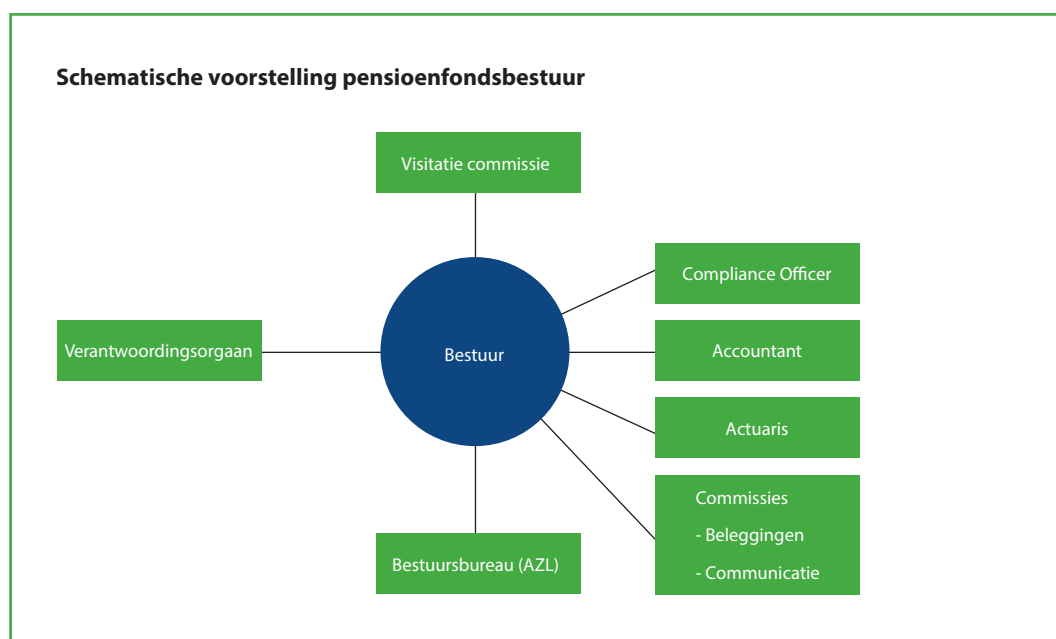 Schematische voorstelling pensioenfondsbestuur
Visitatie commissie
Compliance Officer
Verantwoordingsorgaan
Bestuur
Accountant
Actuaris
Commissies
- Beleggingen
- Communicatie
Bestuursbureau (AZL)